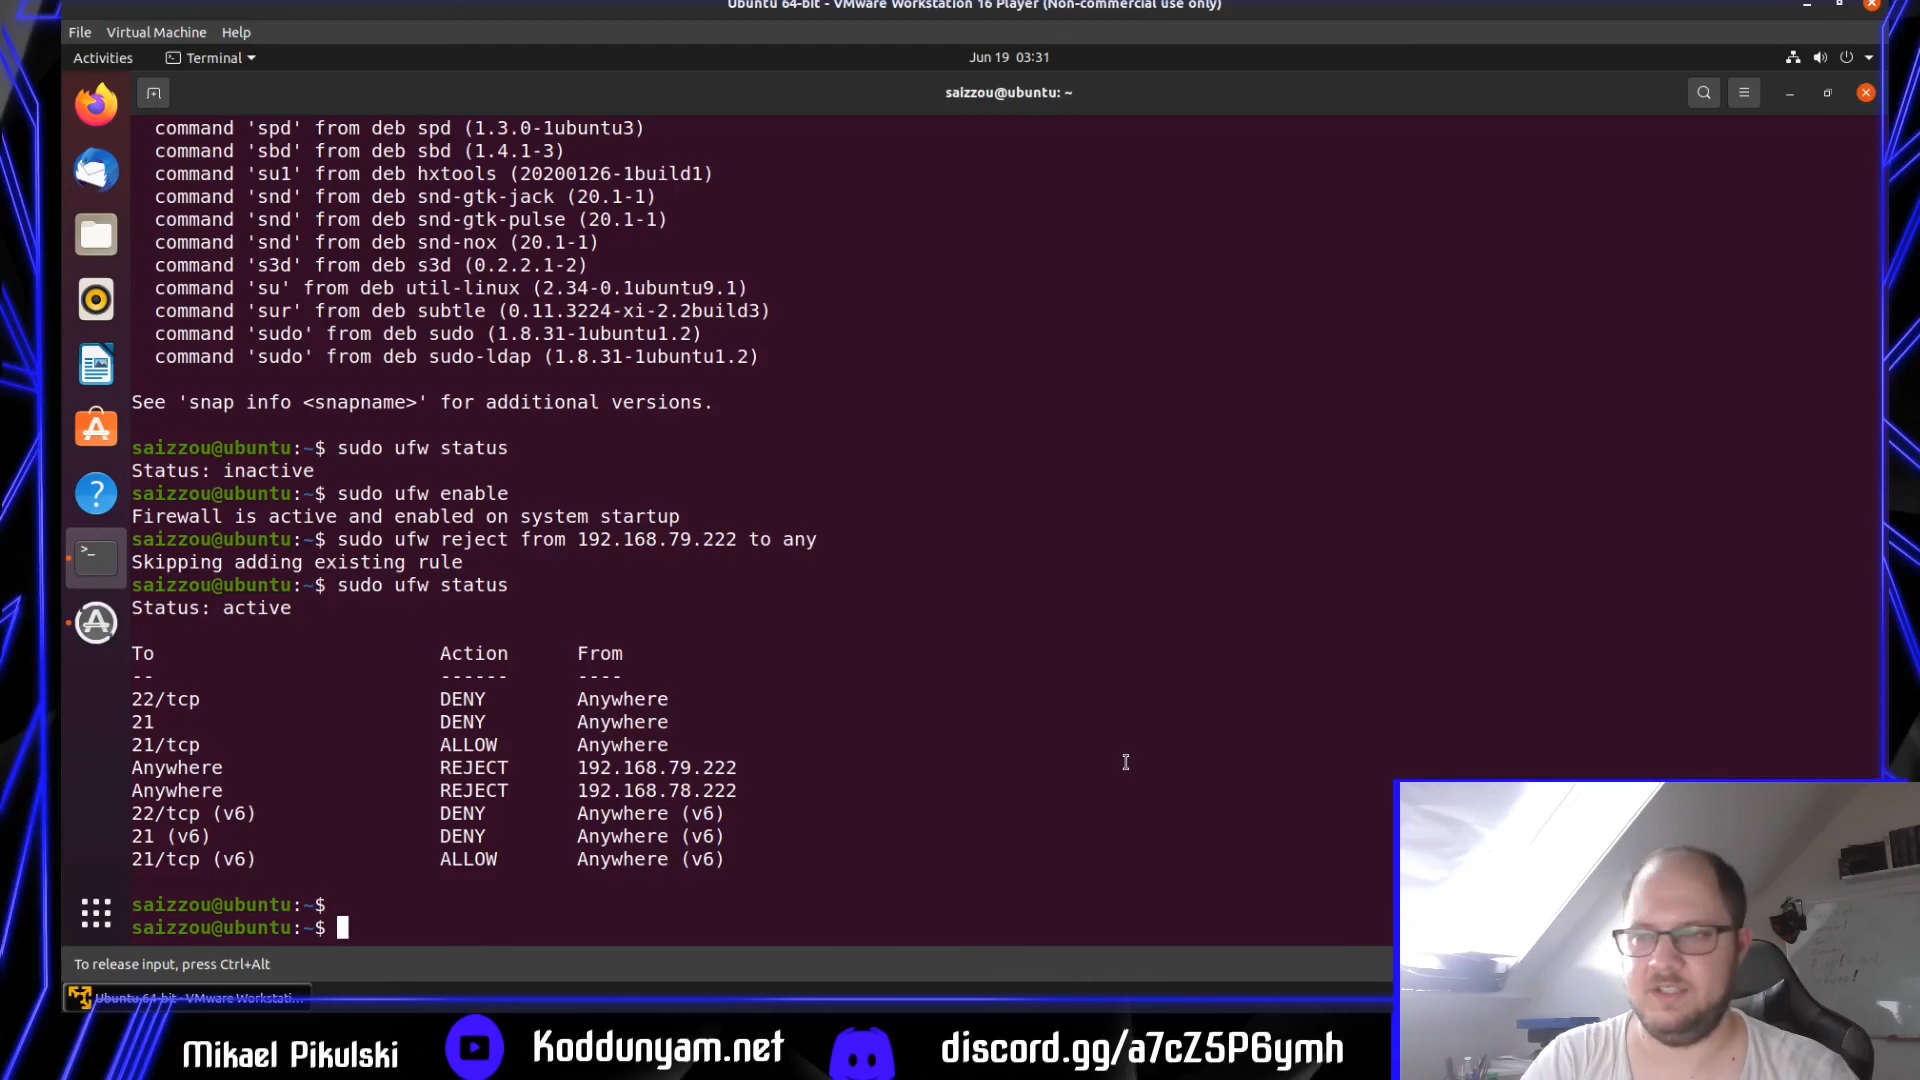 Ubuntu 64-bit - VMware Workstation 16 Player (Non-commercial use only)
File Virtual Machine Help
Activities Terminal Jun 19 03:31
saizzou@ubuntu: ~
command 'spd' from deb spd (1.3.0-1ubuntu3)
command 'sbd' from deb sbd (1.4.1-3)
command 'su1' from deb hxtools (20200126-1build1)
command 'snd' from deb snd-gtk-jack (20.1-1)
command 'snd' from deb snd-gtk-pulse (20.1-1)
command 'snd' from deb snd-nox (20.1-1)
command 's3d' from deb s3d (0.2.2.1-2)
command 'su' from deb util-linux (2.34-0.1ubuntu9.1)
command 'sur' from deb subtle (0.11.3224-xi-2.2build3)
command 'sudo' from deb sudo (1.8.31-1ubuntu1.2)
command 'sudo' from deb sudo-ldap (1.8.31-1ubuntu1.2)
See 'snap info <snapname>' for additional versions.
saizzou@ubuntu:~$ sudo ufw status
Status: inactive
saizzou@ubuntu:~$ sudo ufw enable
Firewall is active and enabled on system startup
saizzou@ubuntu:~$ sudo ufw reject from 192.168.79.222 to any
Skipping adding existing rule
saizzou@ubuntu:~$ sudo ufw status
Status: active
To Action From
-- ------ ----
22/tcp DENY Anywhere
21 DENY Anywhere
21/tcp ALLOW Anywhere
Anywhere REJECT 192.168.79.222
Anywhere REJECT 192.168.78.222
22/tcp (v6) DENY Anywhere (v6)
21 (v6) DENY Anywhere (v6)
21/tcp (v6) ALLOW Anywhere (v6)
saizzou@ubuntu:~$
saizzou@ubuntu:~$
To release input, press Ctrl+Alt
Ubuntu 64-bit - VMware Workstati...
Mikael Pikulski Koddunyam.net discord.gg/a7cZ5P6ymh